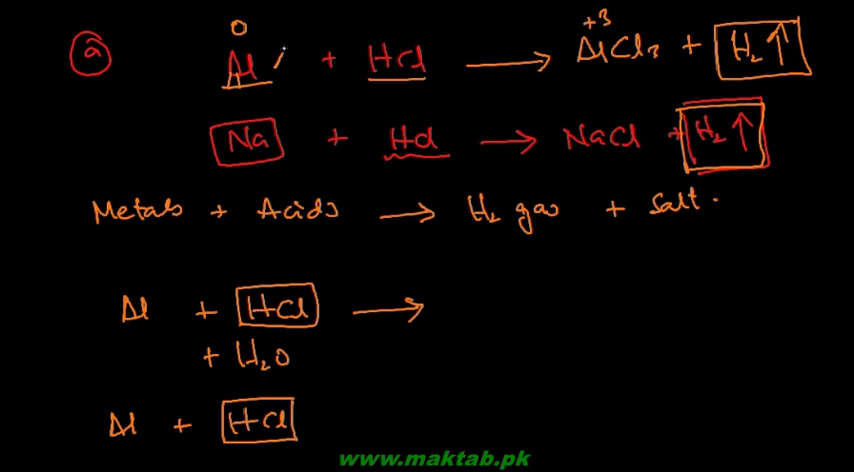 0 +3
(a) Al + HCl ⟶ AlCl₃ + H₂ ↑
Na + HCl ⟶ NaCl + H₂ ↑
Metals + Acids ⟶ H₂ gas + Salt.
Al + HCl ⟶
+ H₂O
Al + HCl
www.maktab.pk